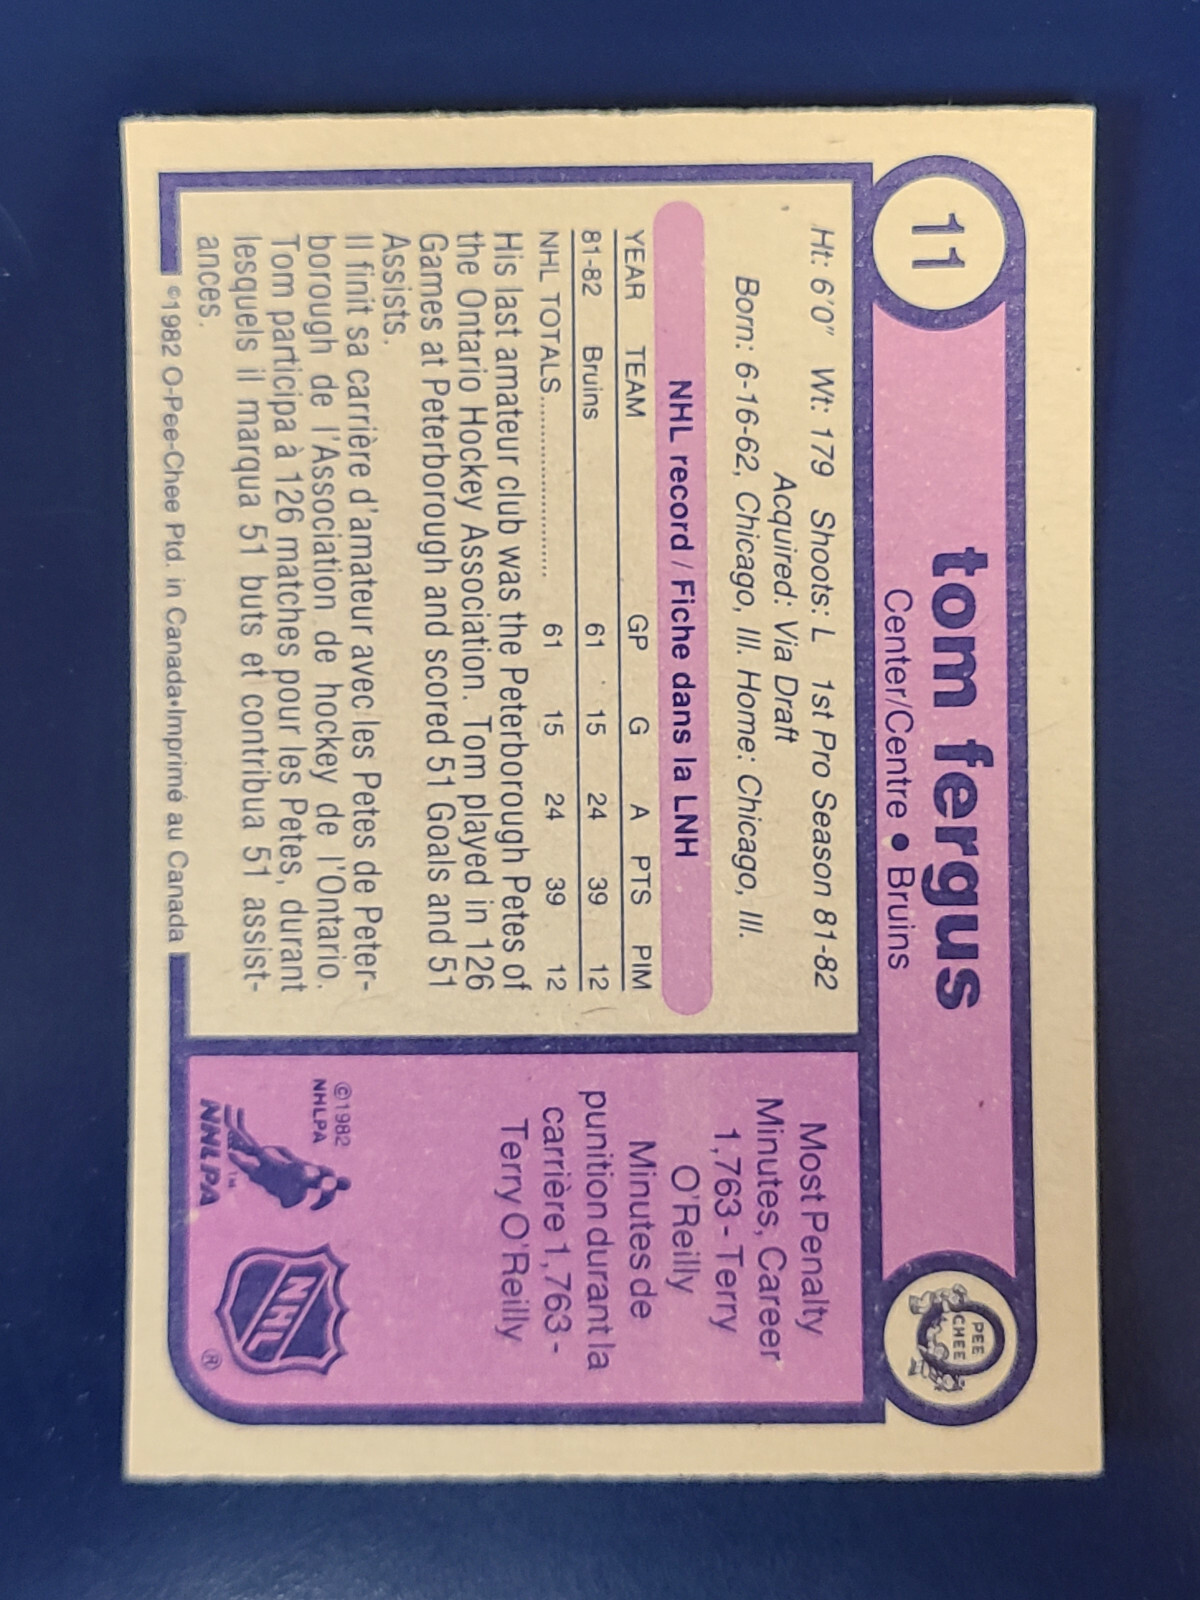 11
tom fergus
Center/Centre • Bruins
PEE
CHEE
Ht: 6'0" Wt: 179 Shoots: L 1st Pro Season 81-82
Acquired: Via Draft
Born: 6-16-62, Chicago, Ill. Home: Chicago, Ill.
NHL record / Fiche dans la LNH
YEAR TEAM GP G A PTS PIM
81-82 Bruins 61 15 24 39 12
NHL TOTALS.................... 61 15 24 39 12
His last amateur club was the Peterborough Petes of
the Ontario Hockey Association. Tom played in 126
Games at Peterborough and scored 51 Goals and 51
Assists.
Il finit sa carrière d'amateur avec les Petes de Peter-
borough de l'Association de hockey de l'Ontario.
Tom participa à 126 matches pour les Petes, durant
lesquels il marqua 51 buts et contribua 51 assist-
ances.
©1982 O-Pee-Chee Ptd. in Canada•Imprimé au Canada
Most Penalty
Minutes, Career
1,763 - Terry
O'Reilly
Minutes de
punition durant la
carrière 1,763 -
Terry O'Reilly
©1982
NHLPA
NHLPA
TM
NHL
®